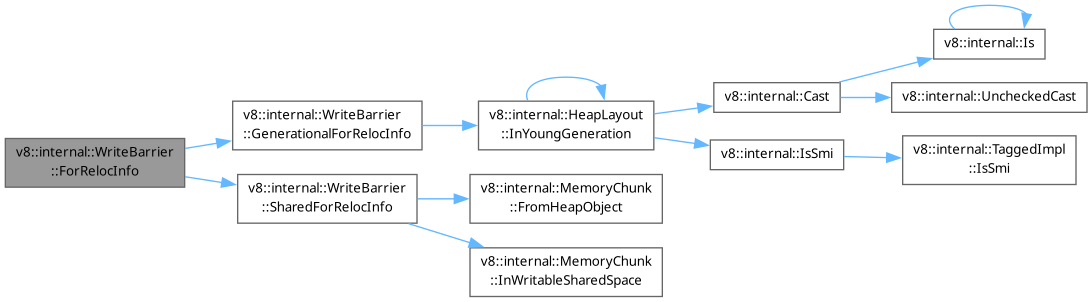 v8::internal::WriteBarrier
::ForRelocInfo
v8::internal::WriteBarrier
::GenerationalForRelocInfo
v8::internal::WriteBarrier
::SharedForRelocInfo
v8::internal::HeapLayout
::InYoungGeneration
v8::internal::MemoryChunk
::FromHeapObject
v8::internal::MemoryChunk
::InWritableSharedSpace
v8::internal::Cast
v8::internal::IsSmi
v8::internal::Is
v8::internal::UncheckedCast
v8::internal::TaggedImpl
::IsSmi